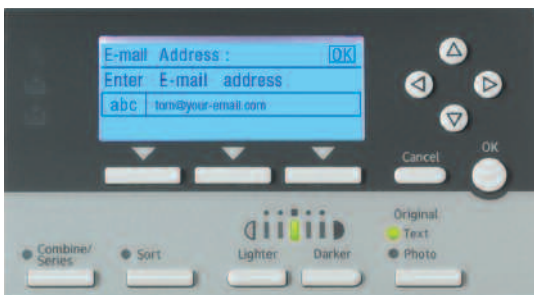 E-mail Address : OK
Enter E-mail address
abc torn@your-email.com
Cancel
OK
Original
Text
Combine/
Series
Sort
Lighter
Darker
Photo